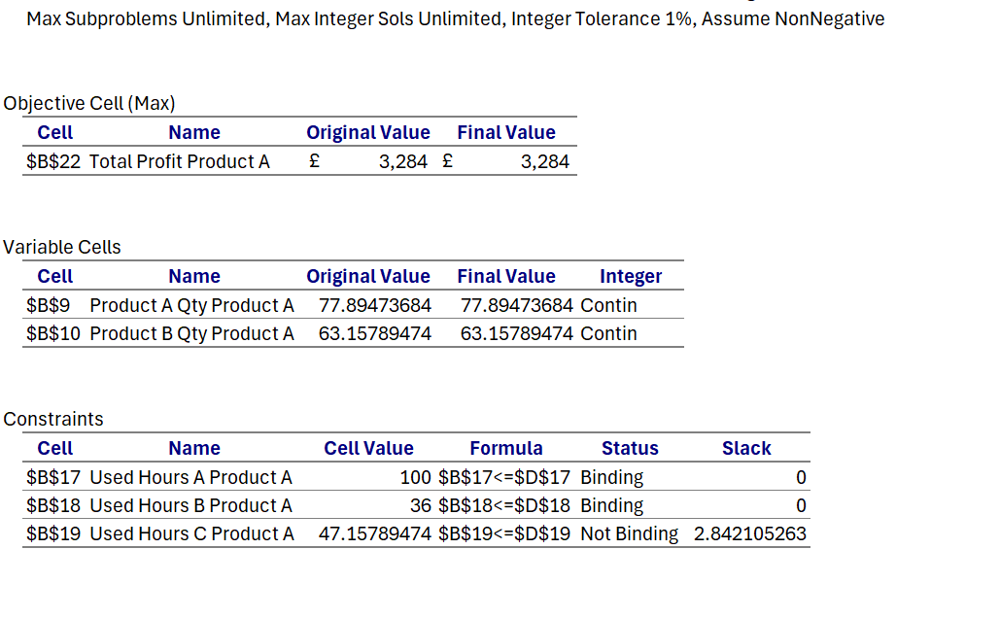 Max Subproblems Unlimited, Max Integer Sols Unlimited, Integer Tolerance 1%, Assume NonNegative
Objective Cell (Max)
Cell Name Original Value Final Value
$B$22 Total Profit Product A £ 3,284 £ 3,284
Variable Cells
Cell Name Original Value Final Value Integer
$B$9 Product A Qty Product A 77.89473684 77.89473684 Contin
$B$10 Product B Qty Product A 63.15789474 63.15789474 Contin
Constraints
Cell Name Cell Value Formula Status Slack
$B$17 Used Hours A Product A 100 $B$17<=$D$17 Binding 0
$B$18 Used Hours B Product A 36 $B$18<=$D$18 Binding 0
$B$19 Used Hours C Product A 47.15789474 $B$19<=$D$19 Not Binding 2.842105263